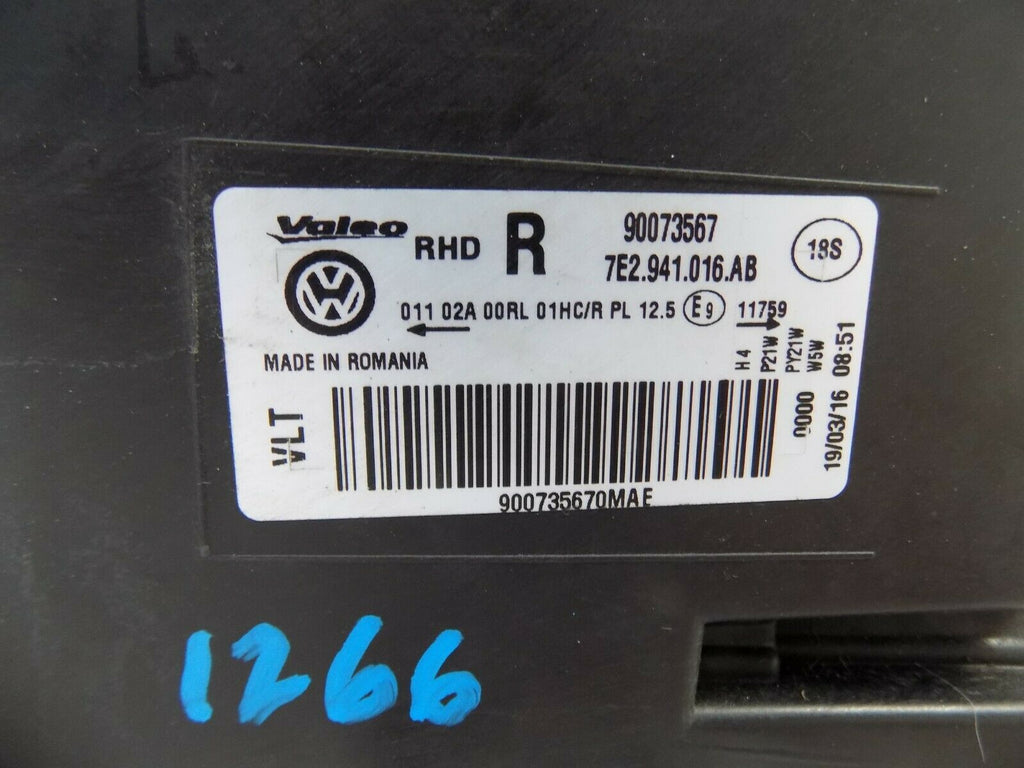 Valeo RHD R 90073567
7E2.941.016.AB
18S
011 02A 00RL 01HC/R PL 12.5 E9 11759
MADE IN ROMANIA
H4
P21W
PY21W
W5W
0000
19/03/16 08:51
VLT
900735670MAE
1266